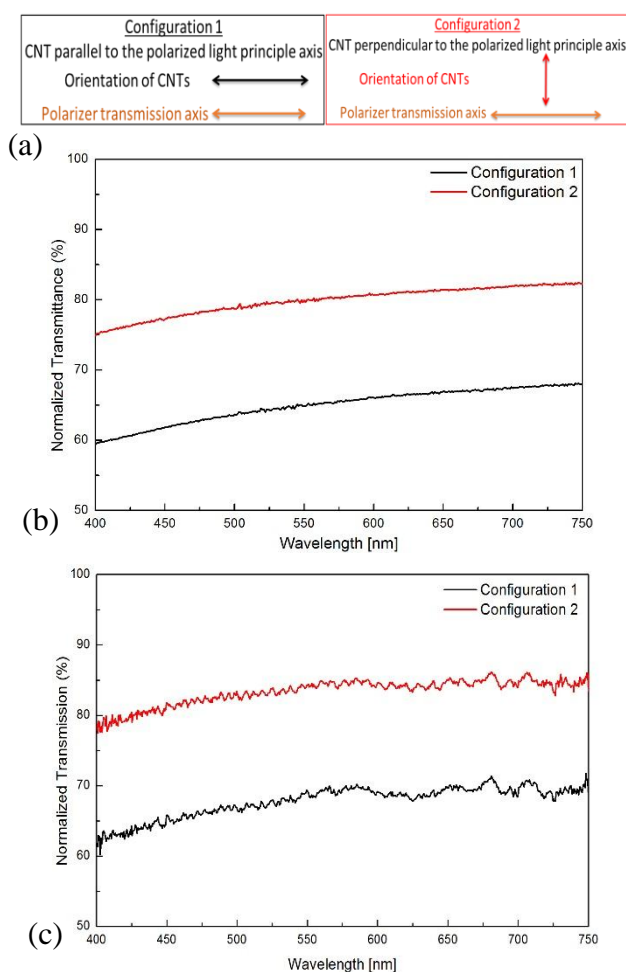 Configuration 1
CNT parallel to the polarized light principle axis
Orientation of CNTs
Polarizer transmission axis
Configuration 2
CNT perpendicular to the polarized light principle axis
Orientation of CNTs
Polarizer transmission axis
(a)
100
90
80
70
60
50
Normalized Transmittance (%)
Configuration 1
Configuration 2
400 450 500 550 600 650 700 750
Wavelength [nm]
(b)
100
90
80
70
60
50
Normalized Transmission (%)
Configuration 1
Configuration 2
400 450 500 550 600 650 700 750
Wavelength [nm]
(c)